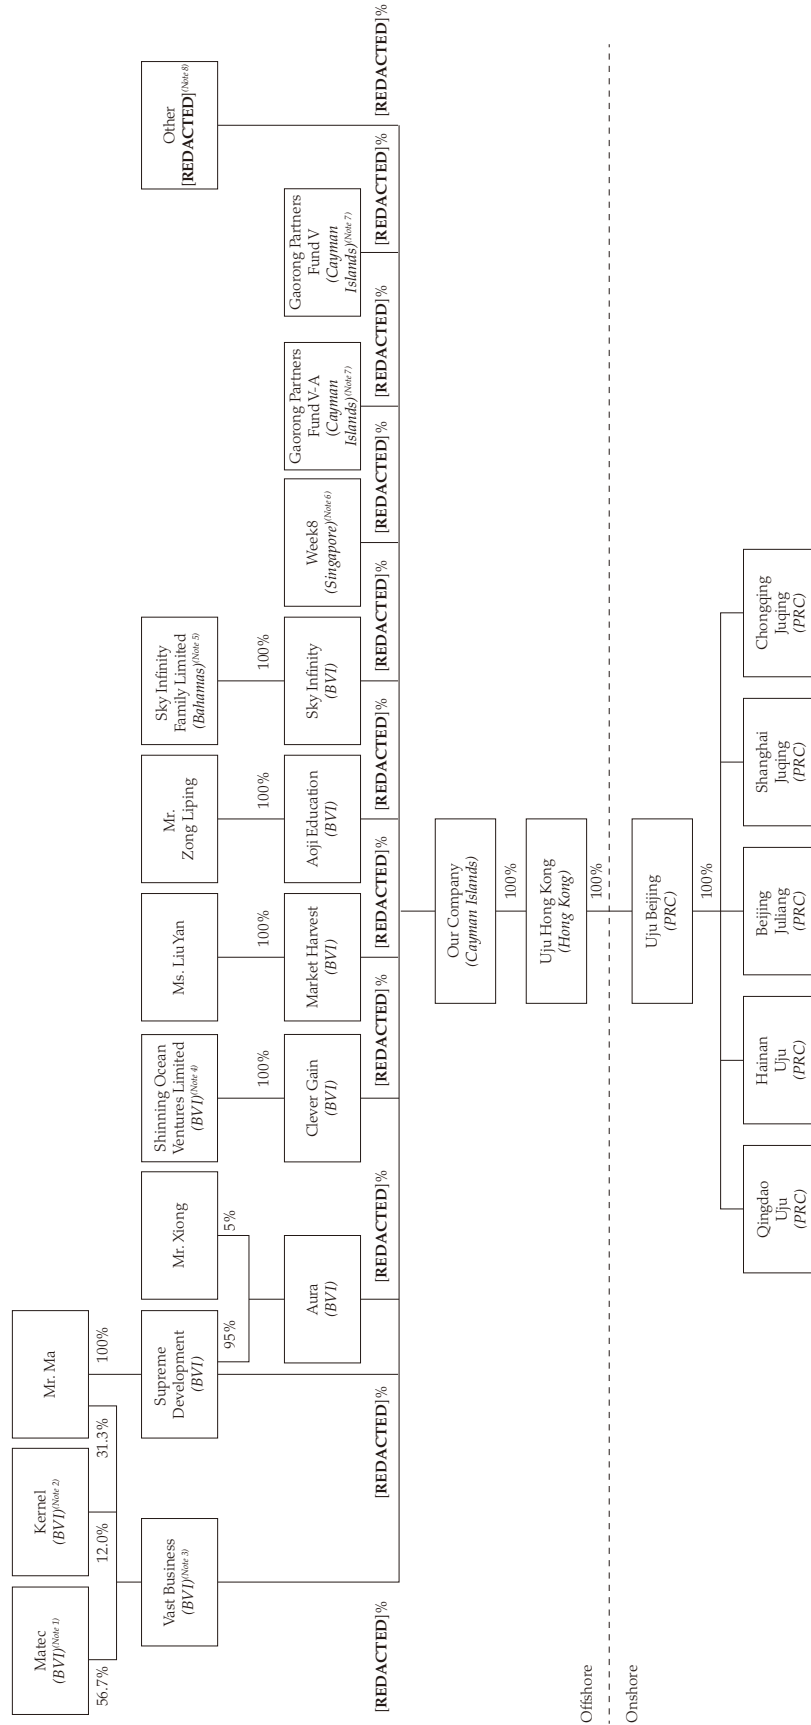 Matec
(BVI)(Note 1)
Kernel
(BVI)(Note 2)
Mr. Ma
56.7%
12.0%
31.3%
100%
Vast Business
(BVI)(Note 3)
Supreme
Development
(BVI)
Mr. Xiong
Shinning Ocean
Ventures Limited
(BVI)(Note 4)
Ms. Liu Yan
Mr.
Zong Liping
Sky Infinity
Family Limited
(Bahamas)(Note 5)
Other
[REDACTED](Note 8)
95%
5%
100%
100%
100%
100%
Aura
(BVI)
Clever Gain
(BVI)
Market Harvest
(BVI)
Aoji Education
(BVI)
Sky Infinity
(BVI)
Week8
(Singapore)(Note 6)
Gaorong Partners
Fund V-A
(Cayman
Islands)(Note 7)
Gaorong Partners
Fund V
(Cayman
Islands)(Note 7)
[REDACTED]%
[REDACTED]%
[REDACTED]%
[REDACTED]%
[REDACTED]%
[REDACTED]%
[REDACTED]%
[REDACTED]%
[REDACTED]%
[REDACTED]%
[REDACTED]%
Our Company
(Cayman Islands)
100%
Uju Hong Kong
(Hong Kong)
100%
Offshore
Onshore
Uju Beijing
(PRC)
100%
Qingdao
Uju
(PRC)
Hainan
Uju
(PRC)
Beijing
Juliang
(PRC)
Shanghai
Juqing
(PRC)
Chongqing
Juqing
(PRC)